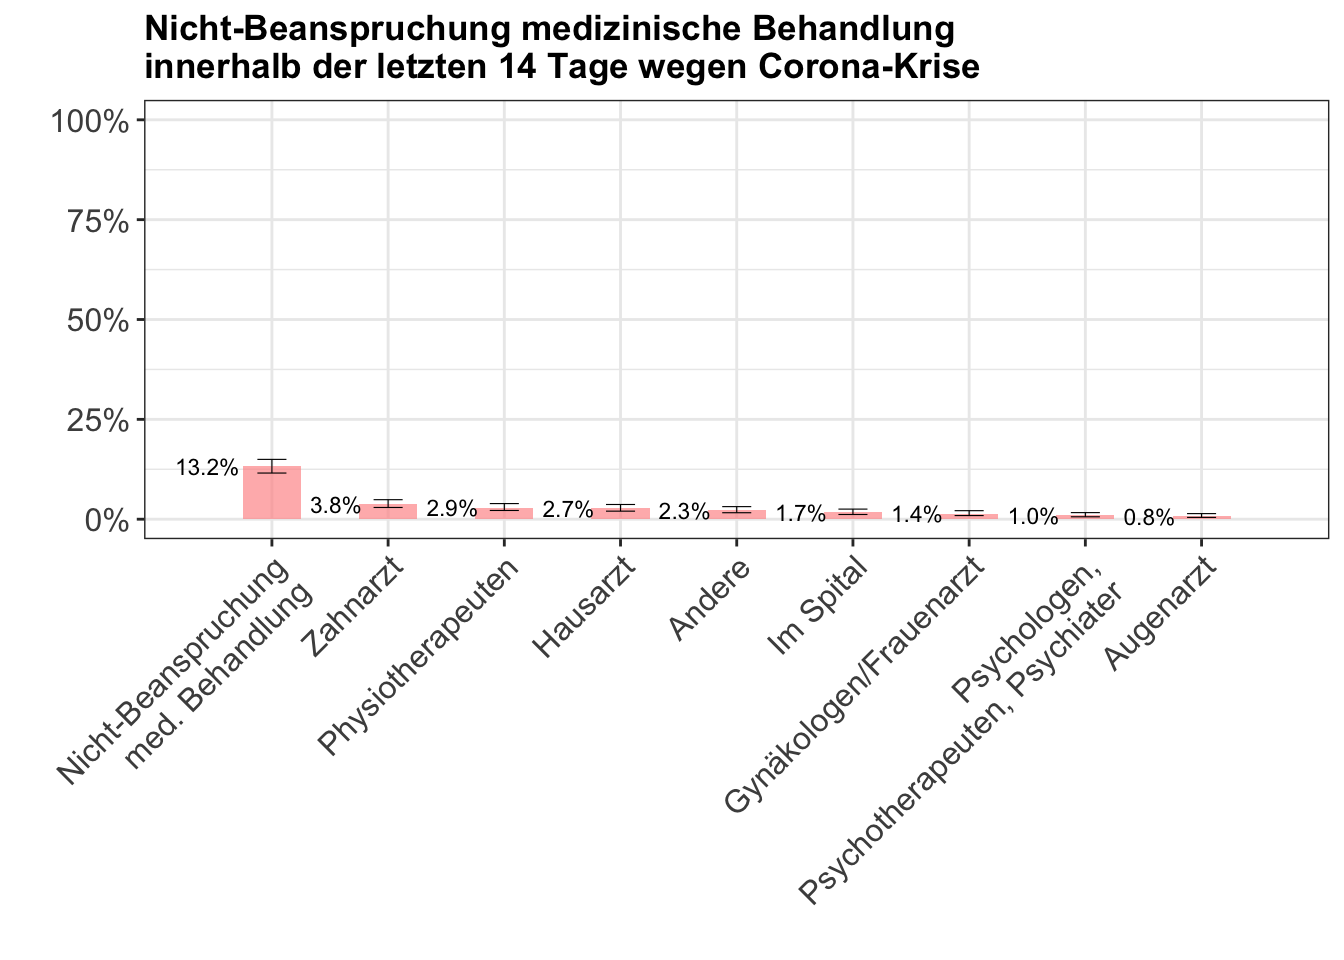 Nicht-Beanspruchung medizinische Behandlung
innerhalb der letzten 14 Tage wegen Corona-Krise
100%
75%
50%
25%
0%
13.2%
3.8%
2.9%
2.7%
2.3%
1.7%
1.4%
1.0%
0.8%
Nicht-Beanspruchung
med. Behandlung
Zahnarzt
Physiotherapeuten
Hausarzt
Andere
Im Spital
Gynäkologen/Frauenarzt
Psychologen,
Psychotherapeuten, Psychiater
Augenarzt